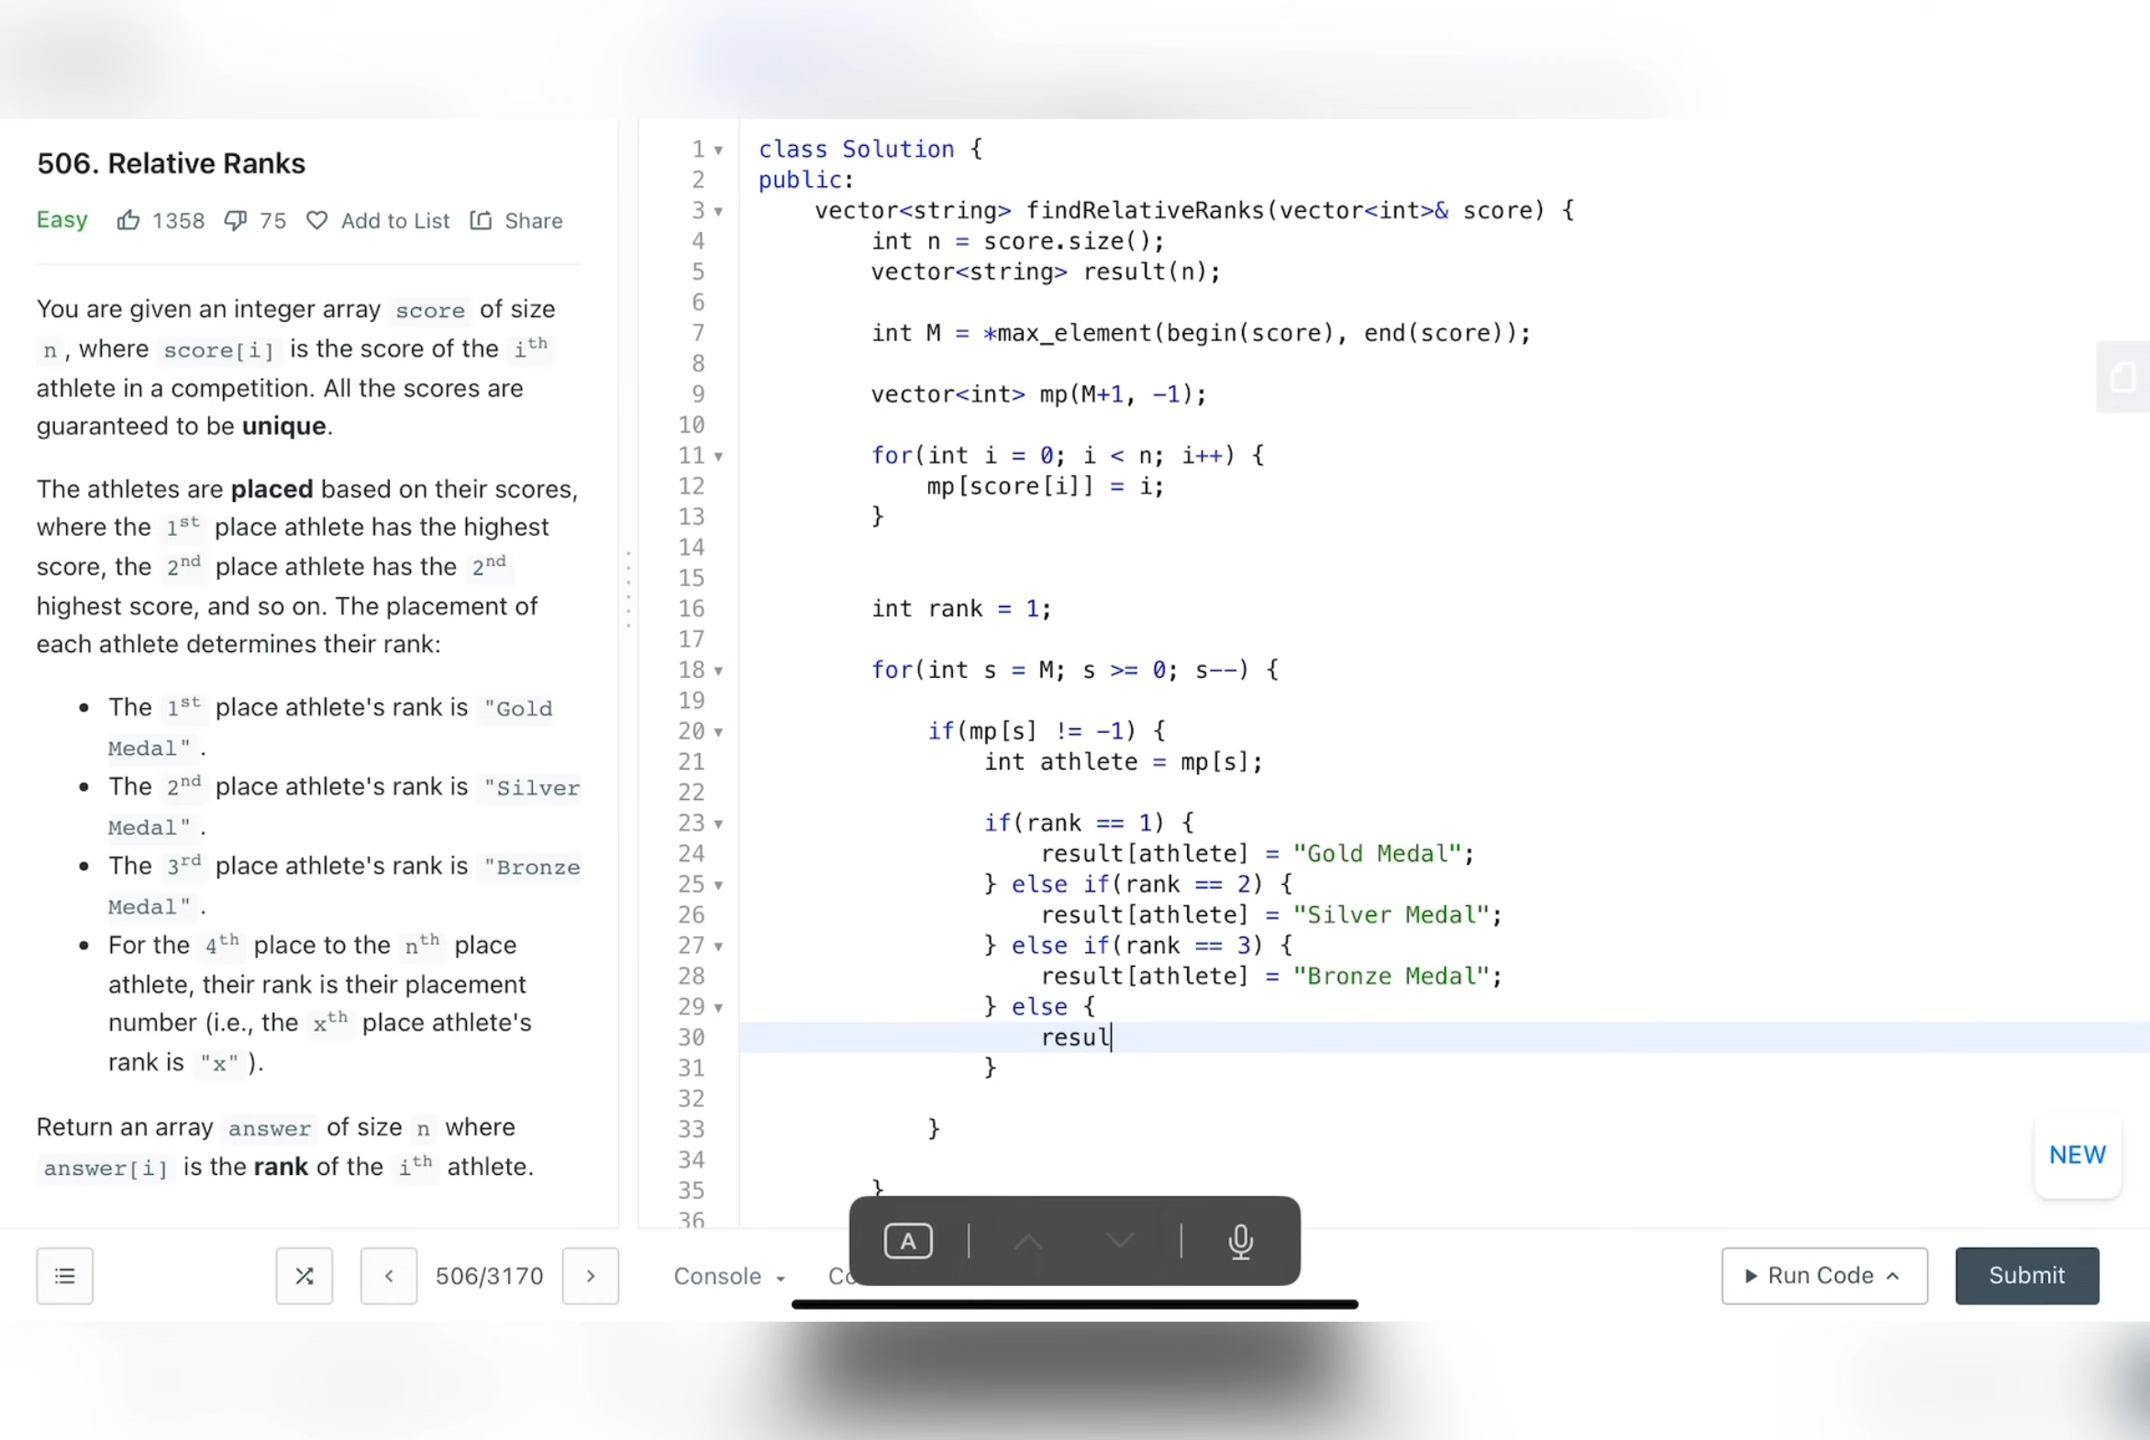 506. Relative Ranks
Easy 1358 75 Add to List Share
You are given an integer array score of size
n , where score[i] is the score of the ith
athlete in a competition. All the scores are
guaranteed to be unique.
The athletes are placed based on their scores,
where the 1st place athlete has the highest
score, the 2nd place athlete has the 2nd
highest score, and so on. The placement of
each athlete determines their rank:
• The 1st place athlete's rank is "Gold
Medal" .
• The 2nd place athlete's rank is "Silver
Medal" .
• The 3rd place athlete's rank is "Bronze
Medal" .
• For the 4th place to the nth place
athlete, their rank is their placement
number (i.e., the xth place athlete's
rank is "x" ).
Return an array answer of size n where
answer[i] is the rank of the ith athlete.
1 class Solution {
2 public:
3     vector<string> findRelativeRanks(vector<int>& score) {
4         int n = score.size();
5         vector<string> result(n);
6
7         int M = *max_element(begin(score), end(score));
8
9         vector<int> mp(M+1, -1);
10
11         for(int i = 0; i < n; i++) {
12             mp[score[i]] = i;
13         }
14
15
16         int rank = 1;
17
18         for(int s = M; s >= 0; s--) {
19
20             if(mp[s] != -1) {
21                 int athlete = mp[s];
22
23                 if(rank == 1) {
24                     result[athlete] = "Gold Medal";
25                 } else if(rank == 2) {
26                     result[athlete] = "Silver Medal";
27                 } else if(rank == 3) {
28                     result[athlete] = "Bronze Medal";
29                 } else {
30                     resul
31                 }
32
33             }
34
35         }
36
NEW
506/3170
Console
A
Run Code
Submit